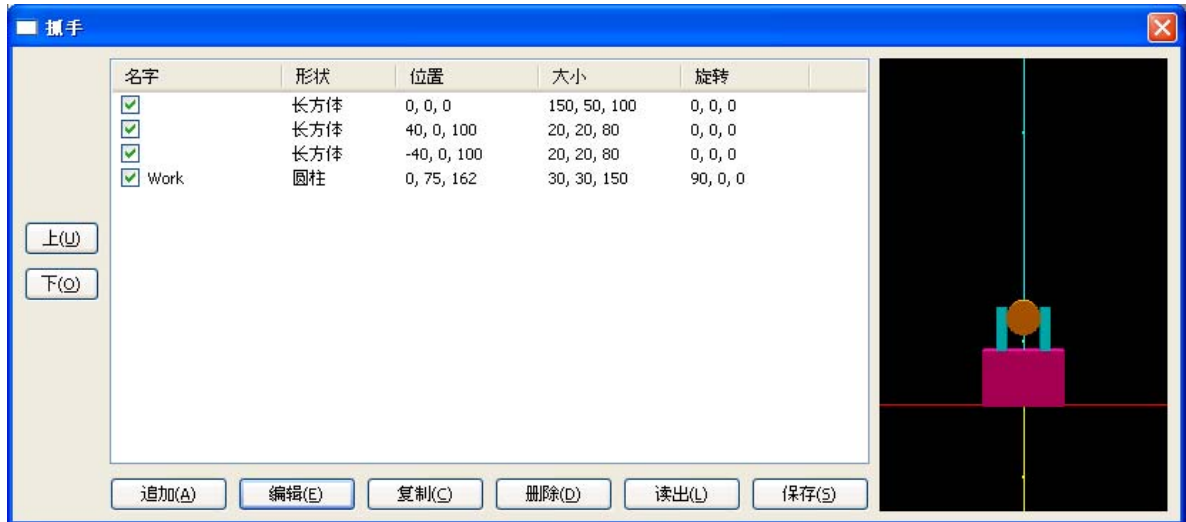 抓手
名字 形状 位置 大小 旋转
长方体 0, 0, 0 150, 50, 100 0, 0, 0
长方体 40, 0, 100 20, 20, 80 0, 0, 0
长方体 -40, 0, 100 20, 20, 80 0, 0, 0
Work 圆柱 0, 75, 162 30, 30, 150 90, 0, 0
上(U)
下(O)
追加(A) 编辑(E) 复制(C) 删除(D) 读出(L) 保存(S)